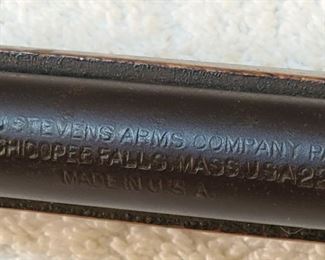 STEVENS ARMS COMPANY
CHICOPEE FALLS, MASS. U.S.A.
MADE IN U.S.A.